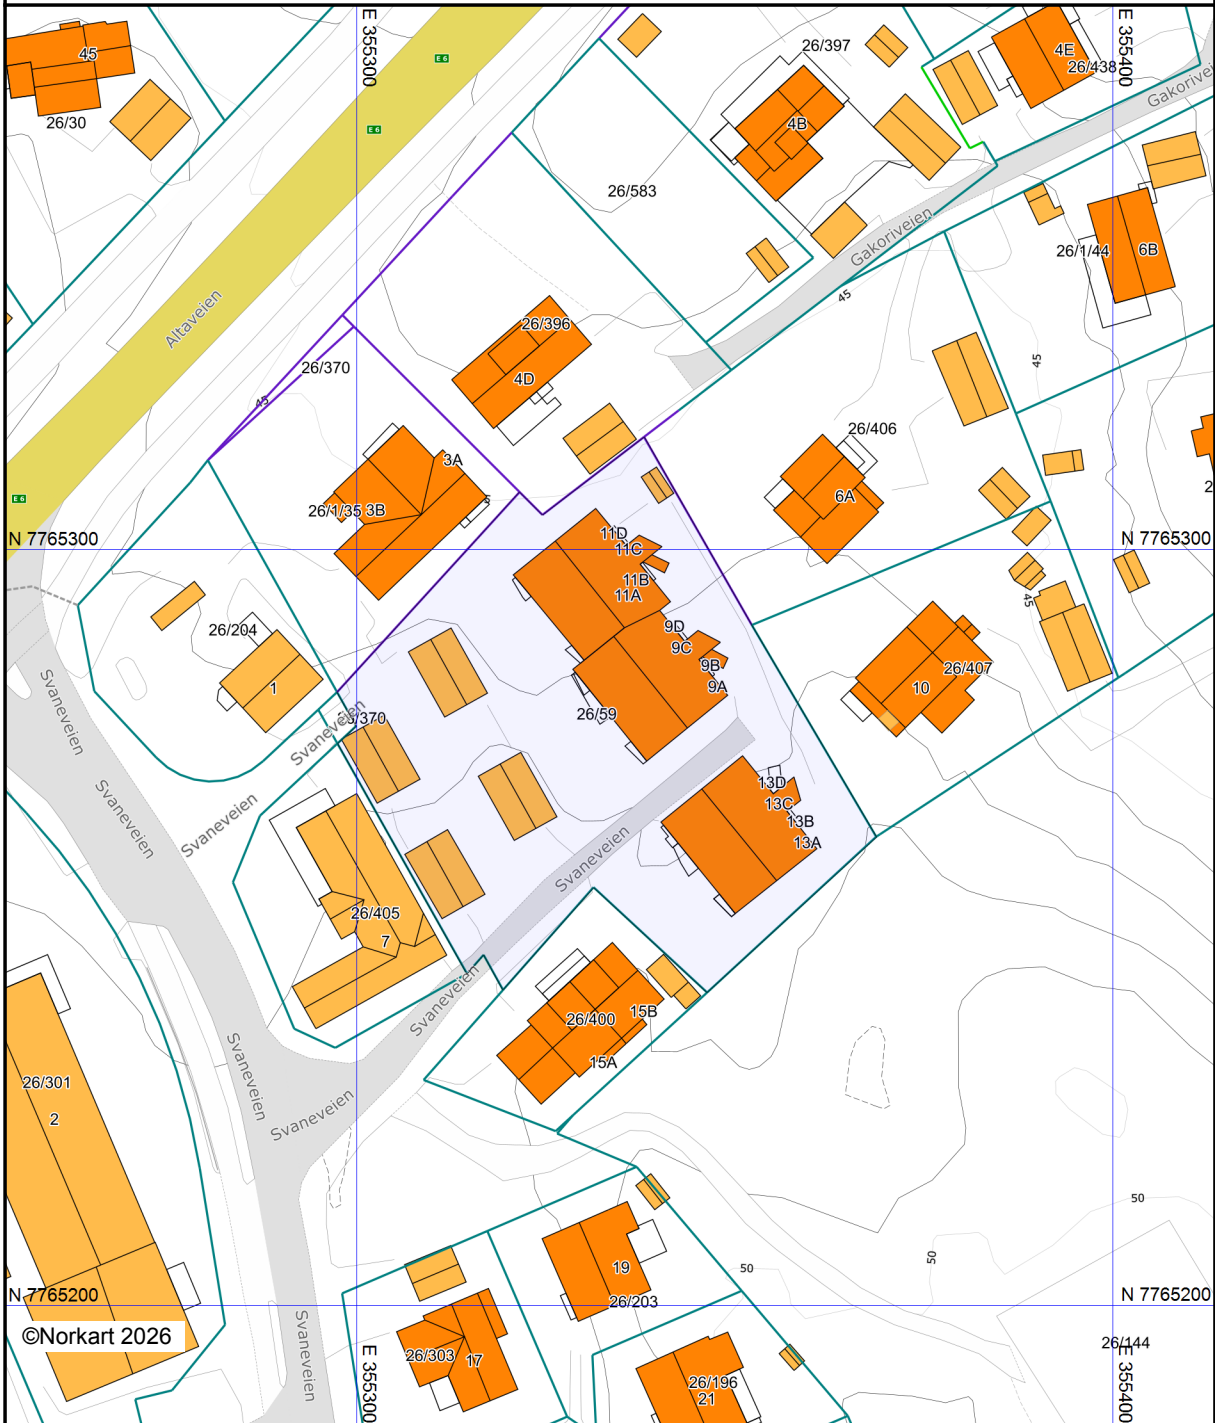 E 355300
E 355400
45
26/30
E 6
E 6
26/397
4B
4E
26/438
Gakoriveien
26/583
Gakoriveien
26/1/44
6B
45
Altaveien
26/396
4D
26/370
45
45
26/406
6A
3A
26/1/35 3B
E 6
N 7765300
N 7765300
11D
11C
11B
11A
45
26/204
1
9D
9C
9B
9A
26/59
10
26/407
Svaneveien
Svaneveien
Svaneveien
Svaneveien
13D
13C
13B
13A
Svaneveien
26/405
7
Svaneveien
26/400
15B
15A
26/301
2
Svaneveien
Svaneveien
50
50
50
19
26/203
N 7765200
N 7765200
©Norkart 2026
Svaneveien
26/303
17
26/196
21
26/144
E 355300
E 355400